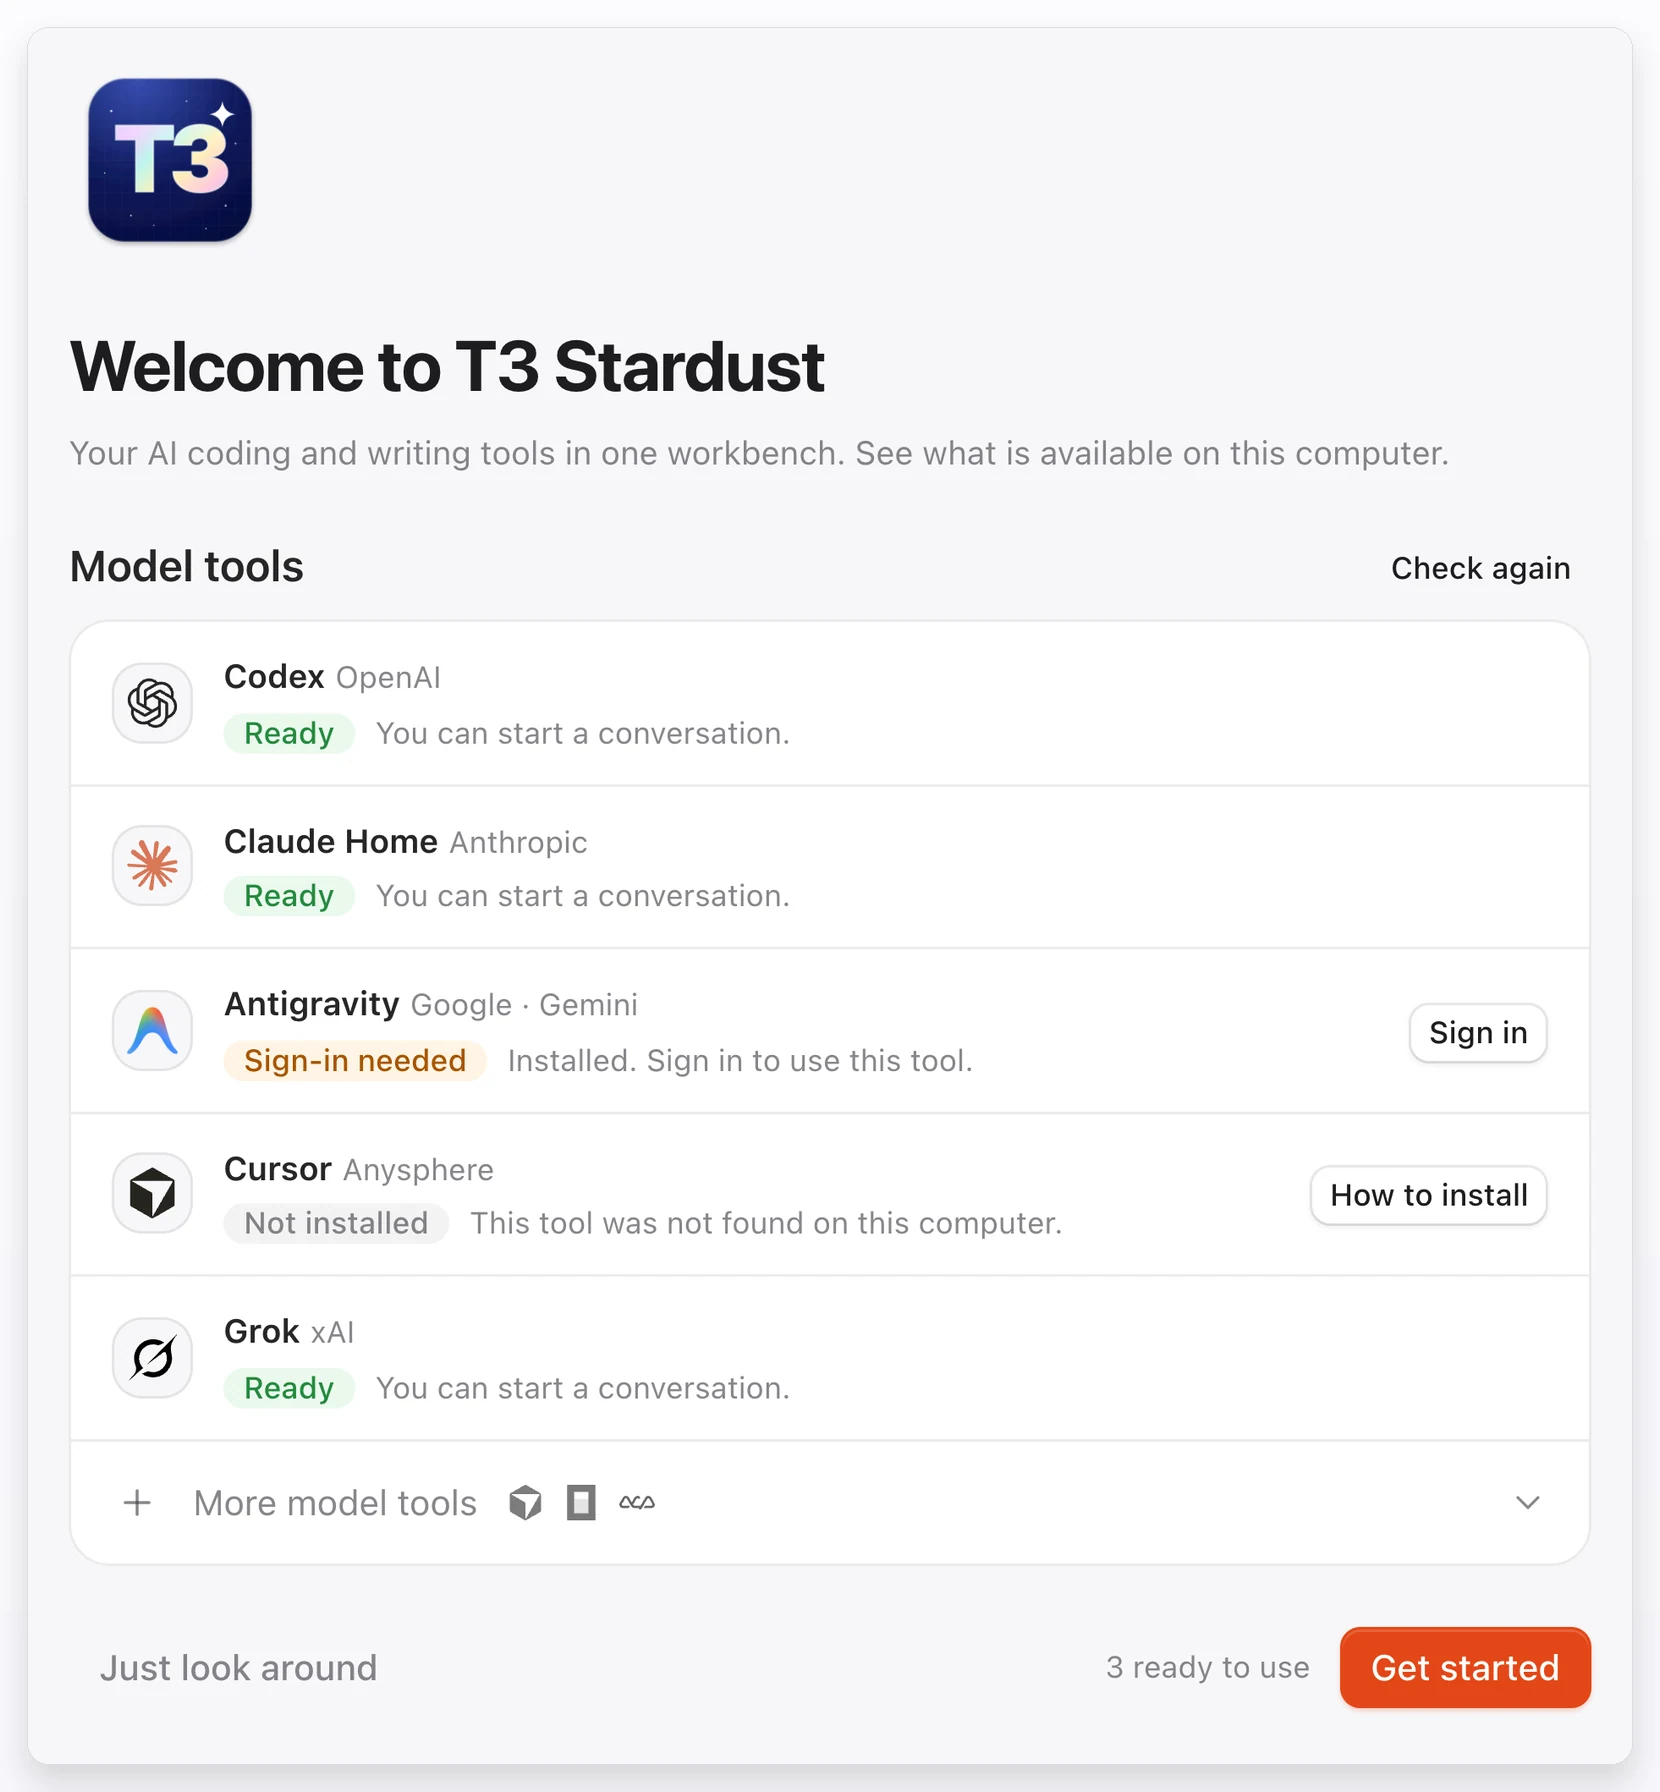 T3
Welcome to T3 Stardust
Your AI coding and writing tools in one workbench. See what is available on this computer.
Model tools
Check again
Codex OpenAI
Ready You can start a conversation.
Claude Home Anthropic
Ready You can start a conversation.
Antigravity Google · Gemini
Sign-in needed Installed. Sign in to use this tool.
Sign in
Cursor Anysphere
Not installed This tool was not found on this computer.
How to install
Grok xAI
Ready You can start a conversation.
More model tools
Just look around
3 ready to use
Get started